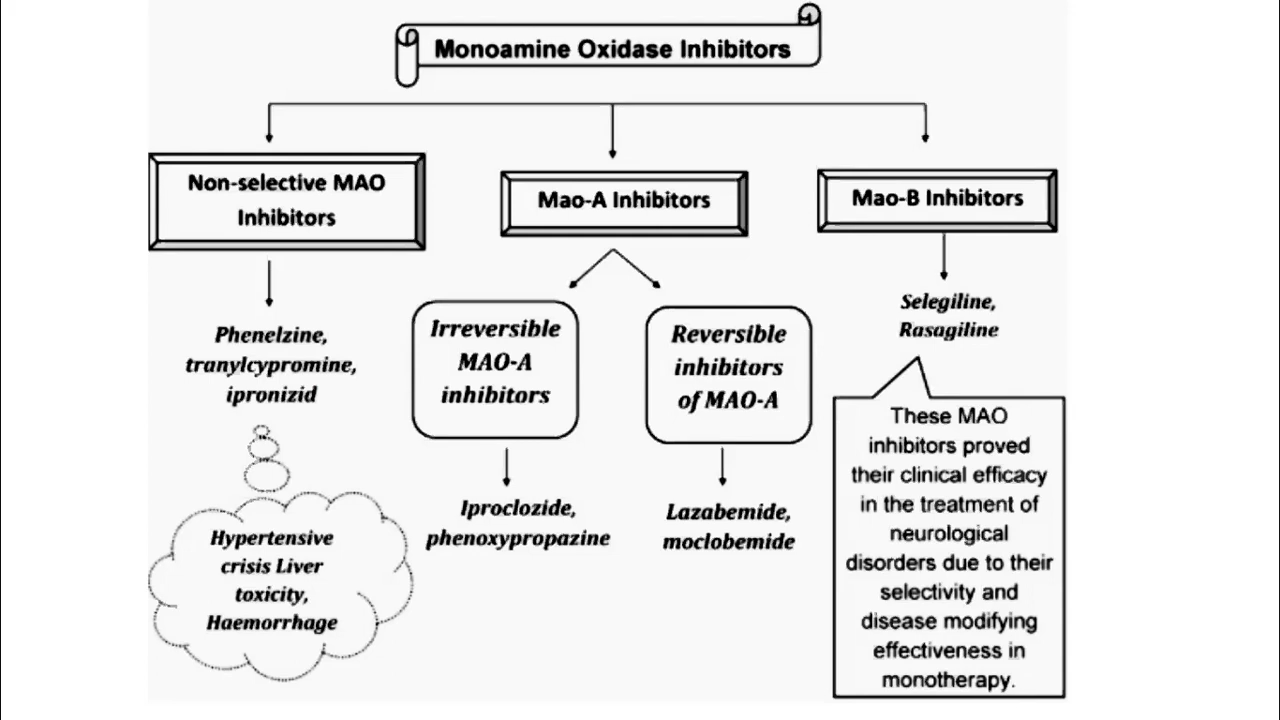 Monoamine Oxidase Inhibitors
Non-selective MAO
Inhibitors
Mao-A Inhibitors
Mao-B Inhibitors
Phenelzine,
tranylcypromine,
ipronizid
Hypertensive
crisis Liver
toxicity,
Haemorrhage
Irreversible
MAO-A
inhibitors
Iproclozide,
phenoxypropazine
Reversible
inhibitors
of MAO-A
Lazabemide,
moclobemide
Selegiline,
Rasagiline
These MAO
inhibitors proved
their clinical efficacy
in the treatment of
neurological
disorders due to their
selectivity and
disease modifying
effectiveness in
monotherapy.